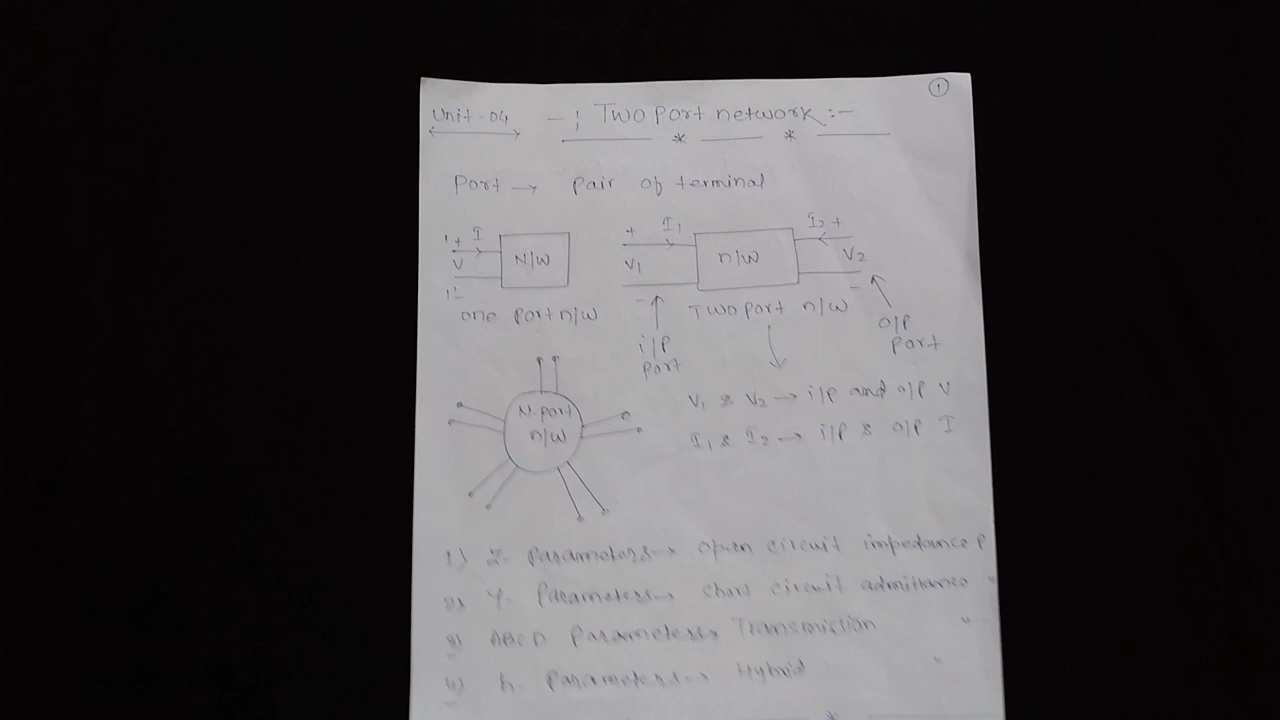 1
Unit-04 -: Two port network:-
* *
Port → pair of terminal
1 + I
V N/W
1' -
one port n/w
+ I1 I2 +
V1 n/w V2
- -
Two port n/w
i/p port
o/p port
N-port n/w
V1 & V2 → i/p and o/p V
I1 & I2 → i/p & o/p I
1) Z- Parameters → open circuit impedance P
2) Y- Parameters → short circuit admittance "
3) ABCD Parameters → Transmiction "
4) h- Parameters → Hybrid "
*